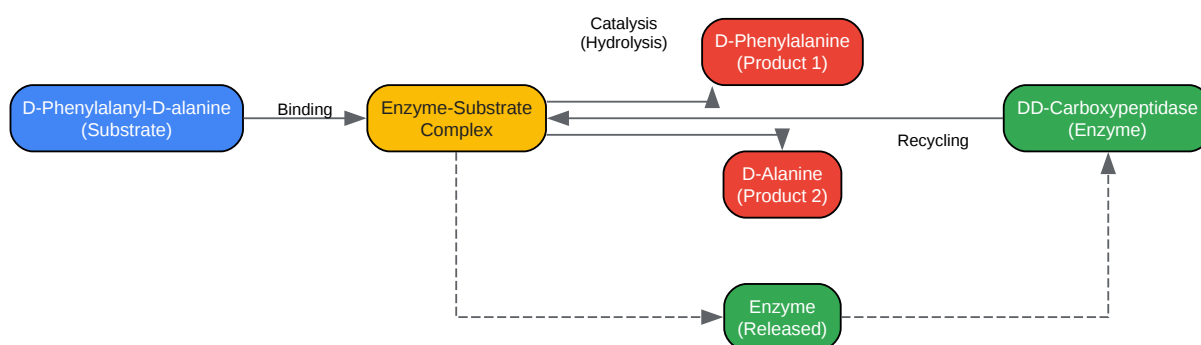 Catalysis
(Hydrolysis)
D-Phenylalanine
(Product 1)
D-Phenylalanyl-D-alanine
(Substrate)
Binding
Enzyme-Substrate
Complex
DD-Carboxypeptidase
(Enzyme)
Recycling
D-Alanine
(Product 2)
Enzyme
(Released)